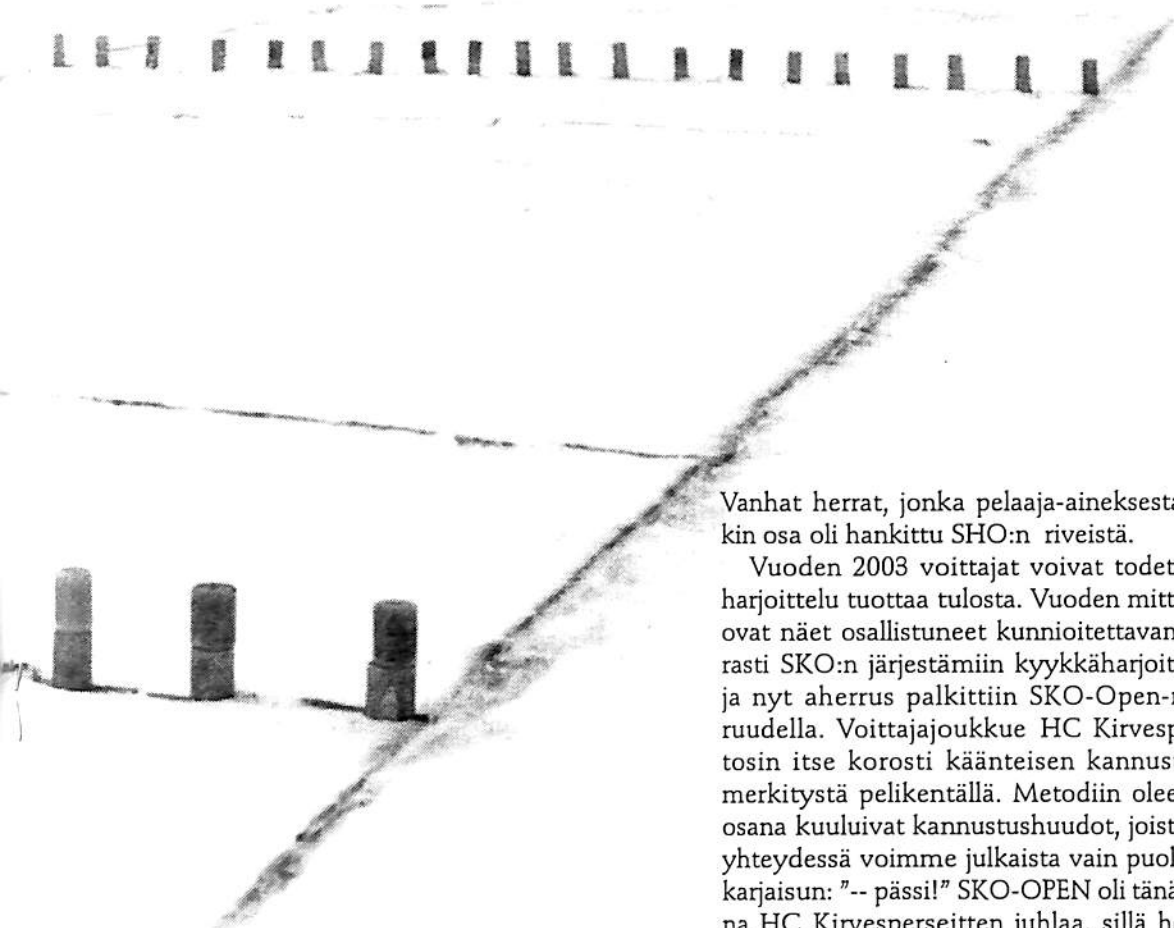 Vanhat herrat, jonka pelaaja-aineksesta
kin osa oli hankittu SHO:n riveistä.
Vuoden 2003 voittajat voivat todet
harjoittelu tuottaa tulosta. Vuoden mitt
ovat näet osallistuneet kunnioitettavan
rasti SKO:n järjestämiin kyykkäharjoit
ja nyt aherrus palkittiin SKO-Open-r
ruudella. Voittajajoukkue HC Kirvesp
tosin itse korosti käänteisen kannust
merkitystä pelikentällä. Metodiin olee
osana kuuluivat kannustushuudot, joist
yhteydessä voimme julkaista vain puol
karjaisun: "-- pässi!" SKO-OPEN oli tänä
na HC Kirvesperseitten juhlaa, sillä he